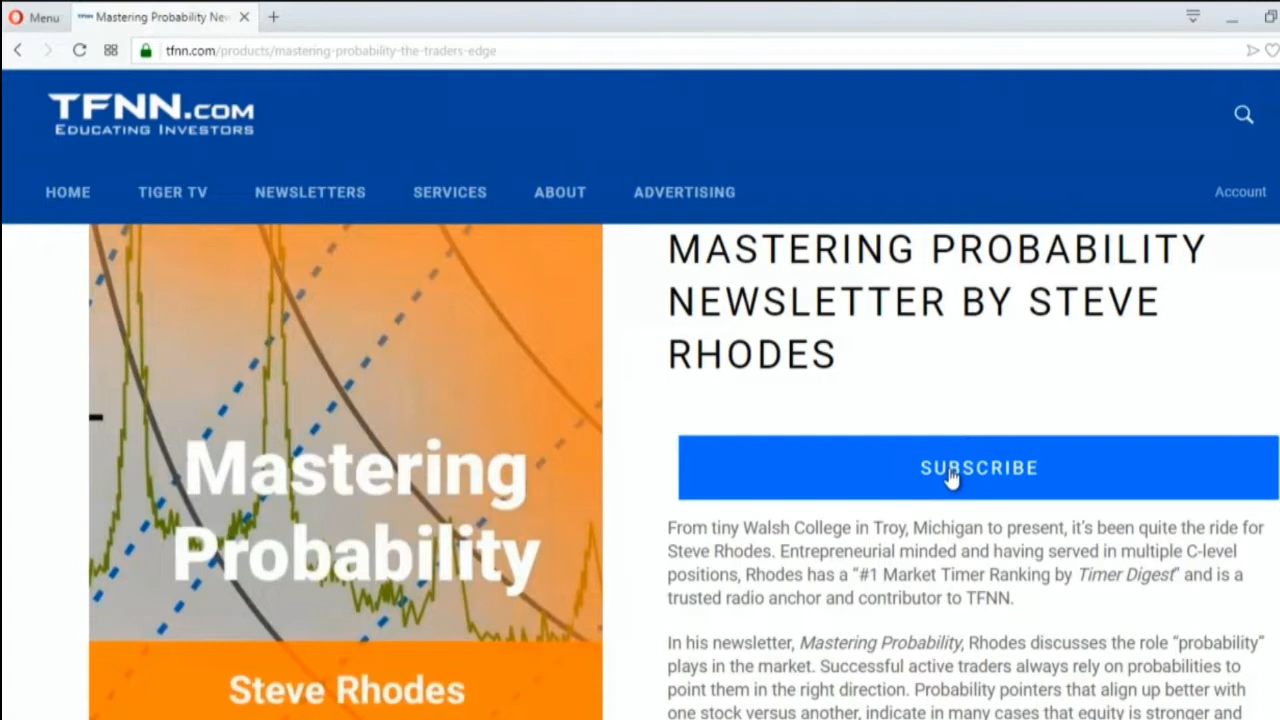 Menu
Mastering Probability New
tfnn.com/products/mastering-probability-the-traders-edge
TFNN.COM
EDUCATING INVESTORS
HOME TIGER TV NEWSLETTERS SERVICES ABOUT ADVERTISING Account
Mastering
Probability
Steve Rhodes
MASTERING PROBABILITY
NEWSLETTER BY STEVE
RHODES
SUBSCRIBE
From tiny Walsh College in Troy, Michigan to present, it's been quite the ride for
Steve Rhodes. Entrepreneurial minded and having served in multiple C-level
positions, Rhodes has a “#1 Market Timer Ranking by Timer Digest” and is a
trusted radio anchor and contributor to TFNN.
In his newsletter, Mastering Probability, Rhodes discusses the role “probability”
plays in the market. Successful active traders always rely on probabilities to
point them in the right direction. Probability pointers that align up better with
one stock versus another, indicate in many cases that equity is stronger and